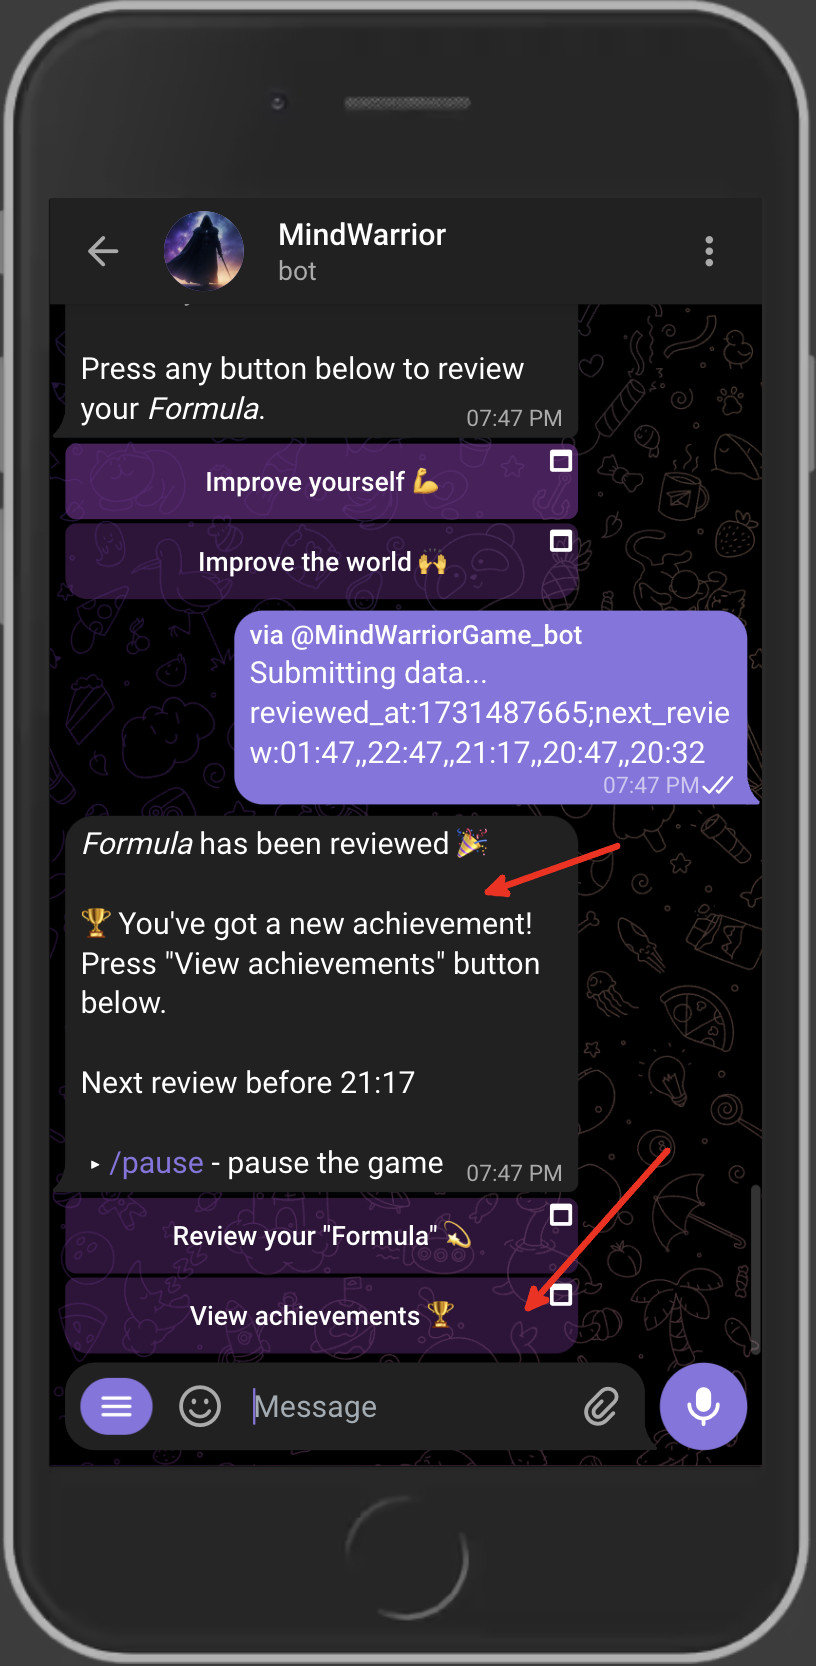 MindWarrior
bot
Press any button below to review
your Formula.
07:47 PM
Improve yourself 💪
Improve the world 🙌
via @MindWarriorGame_bot
Submitting data...
reviewed_at:1731487665;next_revie
w:01:47,,22:47,,21:17,,20:47,,20:32
07:47 PM
Formula has been reviewed 🎉
🏆 You've got a new achievement!
Press "View achievements" button
below.
Next review before 21:17
‣ /pause - pause the game
07:47 PM
Review your "Formula" 💫
View achievements 🏆
Message